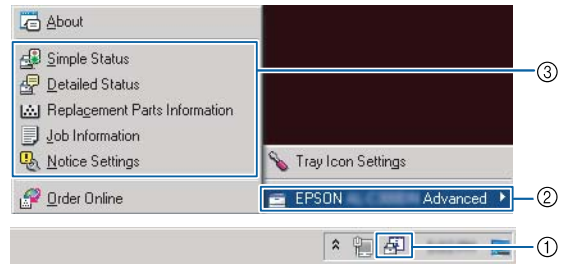 About
Simple Status
Detailed Status
Replacement Parts Information
Job Information
Notice Settings
Order Online
Tray Icon Settings
EPSON Advanced
③
②
①